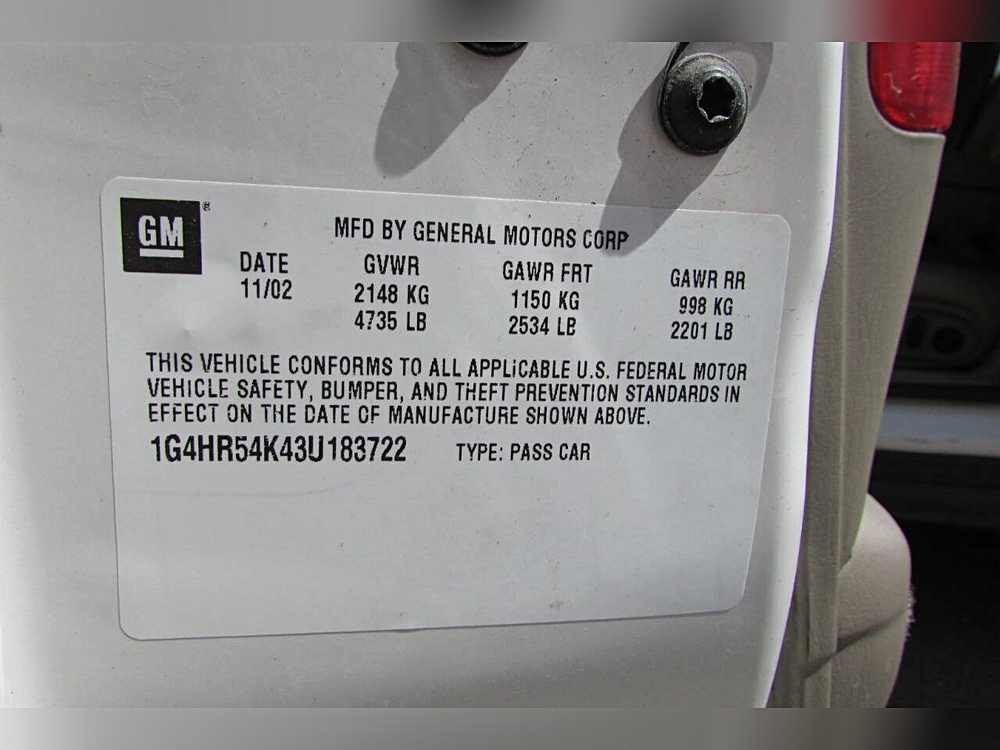 GM®
MFD BY GENERAL MOTORS CORP
DATE GVWR GAWR FRT GAWR RR
11/02 2148 KG 1150 KG 998 KG
4735 LB 2534 LB 2201 LB
THIS VEHICLE CONFORMS TO ALL APPLICABLE U.S. FEDERAL MOTOR
VEHICLE SAFETY, BUMPER, AND THEFT PREVENTION STANDARDS IN
EFFECT ON THE DATE OF MANUFACTURE SHOWN ABOVE.
1G4HR54K43U183722 TYPE: PASS CAR